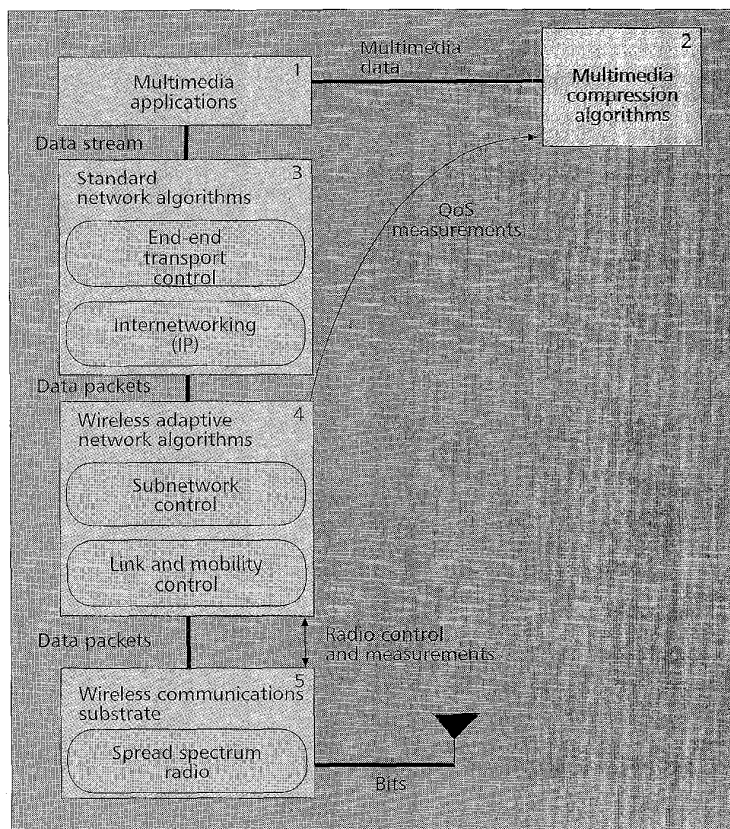 1
Multimedia
applications
Multimedia
data
2
Multimedia
compression
algorithms
Data stream
3
Standard
network algorithms
End-end
transport
control
Internetworking
(IP)
QoS
measurements
Data packets
4
Wireless adaptive
network algorithms
Subnetwork
control
Link and mobility
control
Data packets
Radio control
and measurements
5
Wireless communications
substrate
Spread spectrum
radio
Bits